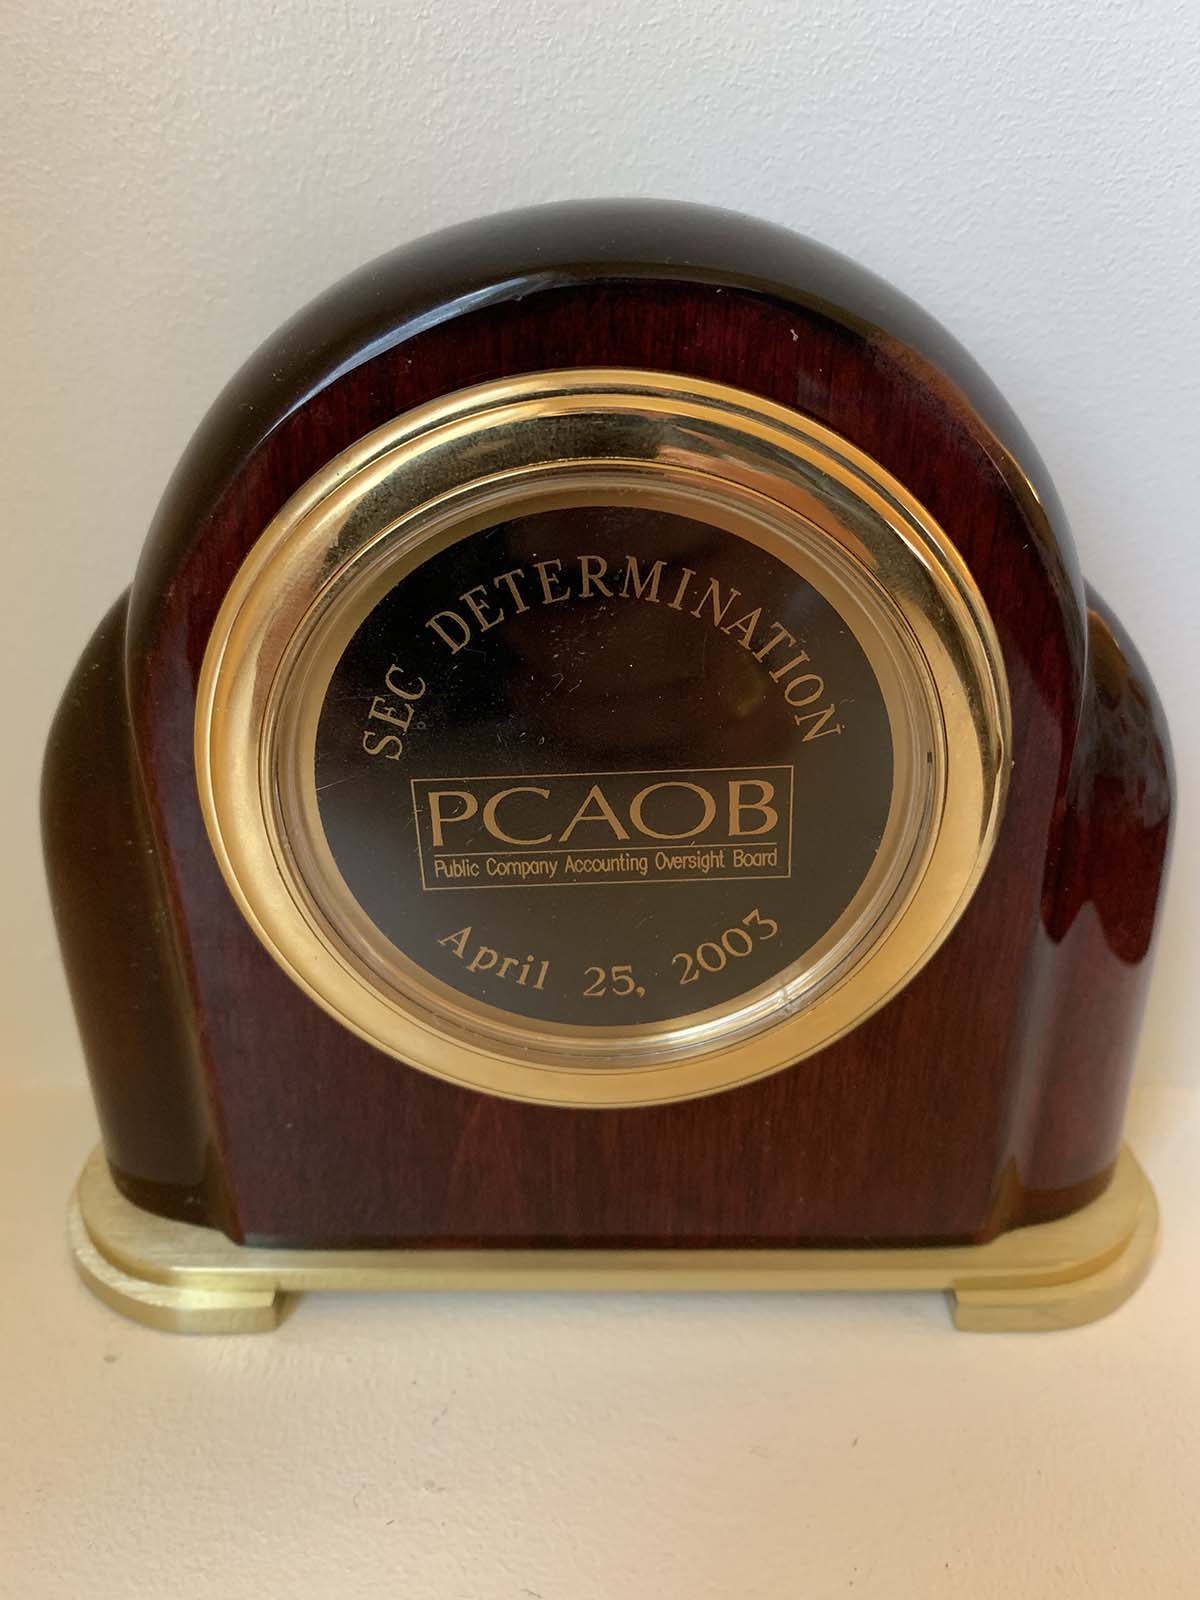 SEC DETERMINATION
PCAOB
Public Company Accounting Oversight Board
April 25, 2003